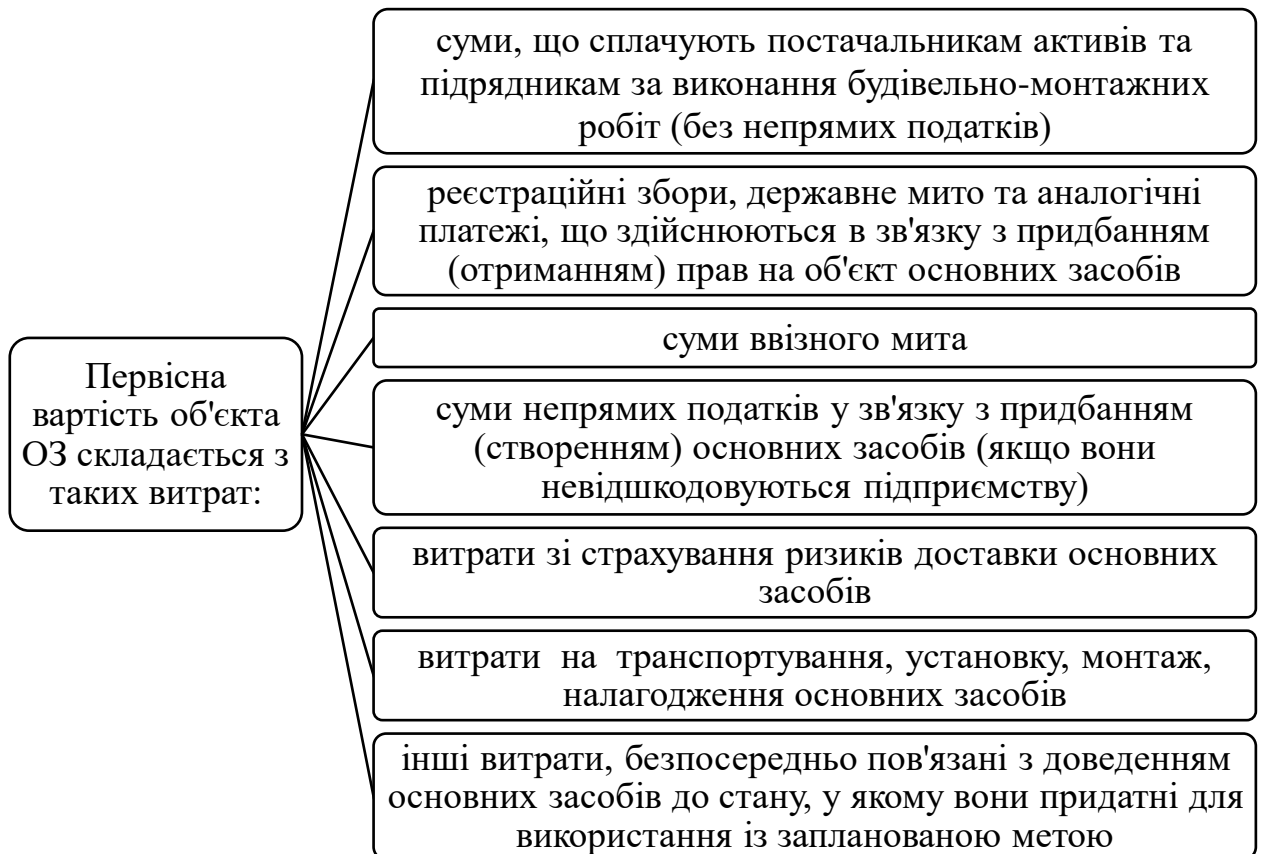 Первісна
вартість об'єкта
ОЗ складається з
таких витрат:
суми, що сплачують постачальникам активів та
підрядникам за виконання будівельно-монтажних
робіт (без непрямих податків)
реєстраційні збори, державне мито та аналогічні
платежі, що здійснюються в зв'язку з придбанням
(отриманням) прав на об'єкт основних засобів
суми ввізного мита
суми непрямих податків у зв'язку з придбанням
(створенням) основних засобів (якщо вони
невідшкодовуються підприємству)
витрати зі страхування ризиків доставки основних
засобів
витрати на транспортування, установку, монтаж,
налагодження основних засобів
інші витрати, безпосередньо пов'язані з доведенням
основних засобів до стану, у якому вони придатні для
використання із запланованою метою